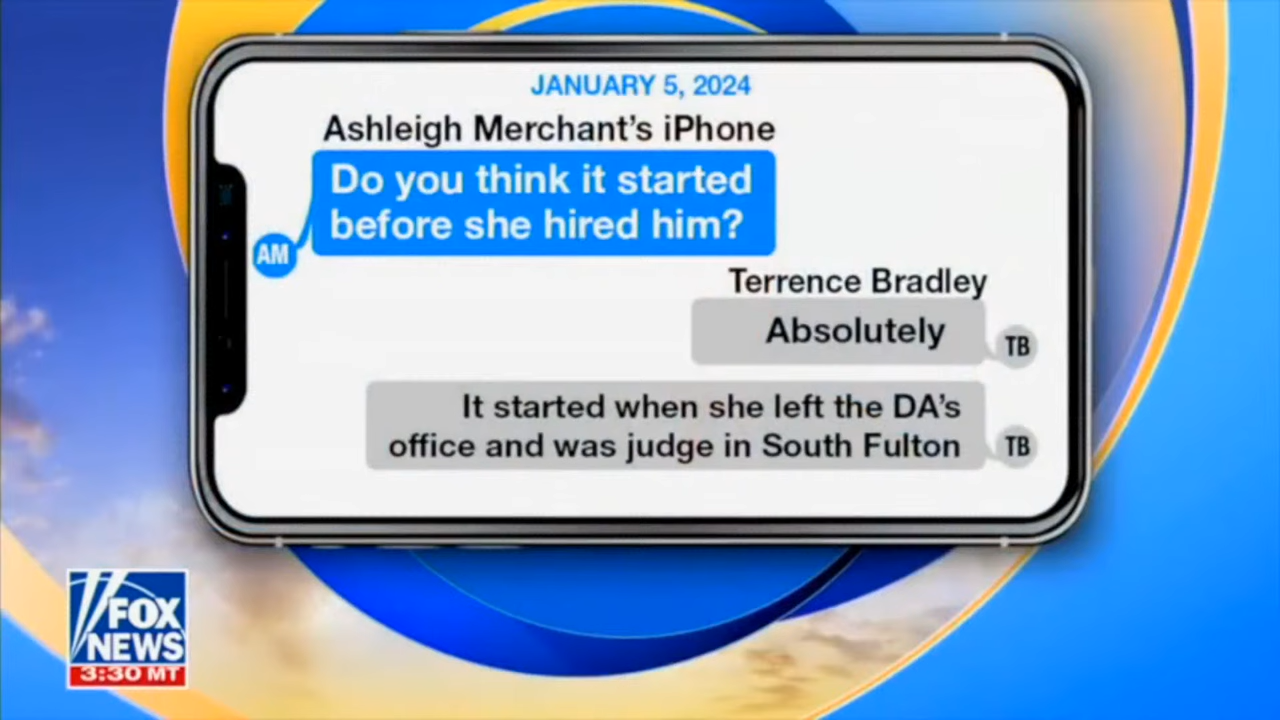 JANUARY 5, 2024
Ashleigh Merchant's iPhone
Do you think it started
before she hired him?
AM
Terrence Bradley
Absolutely
TB
It started when she left the DA's
office and was judge in South Fulton
TB
FOX
NEWS
3:30 MT